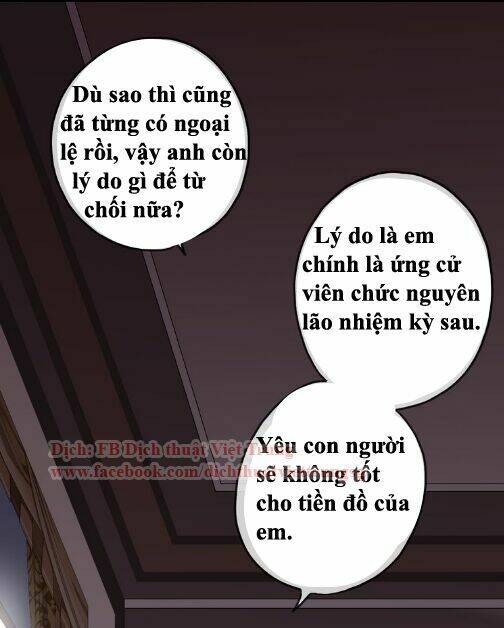 Dù sao thì cũng
đã từng có ngoại
lệ rồi, vậy anh còn
lý do gì để từ
chối nữa?
Lý do là em
chính là ứng cử
viên chức nguyên
lão nhiệm kỳ sau.
Dịch: FB Dịch thuật Việt Trung
www.facebook.com/dichthuatviettrung
Yêu con người
sẽ không tốt
cho tiền đồ của
em.